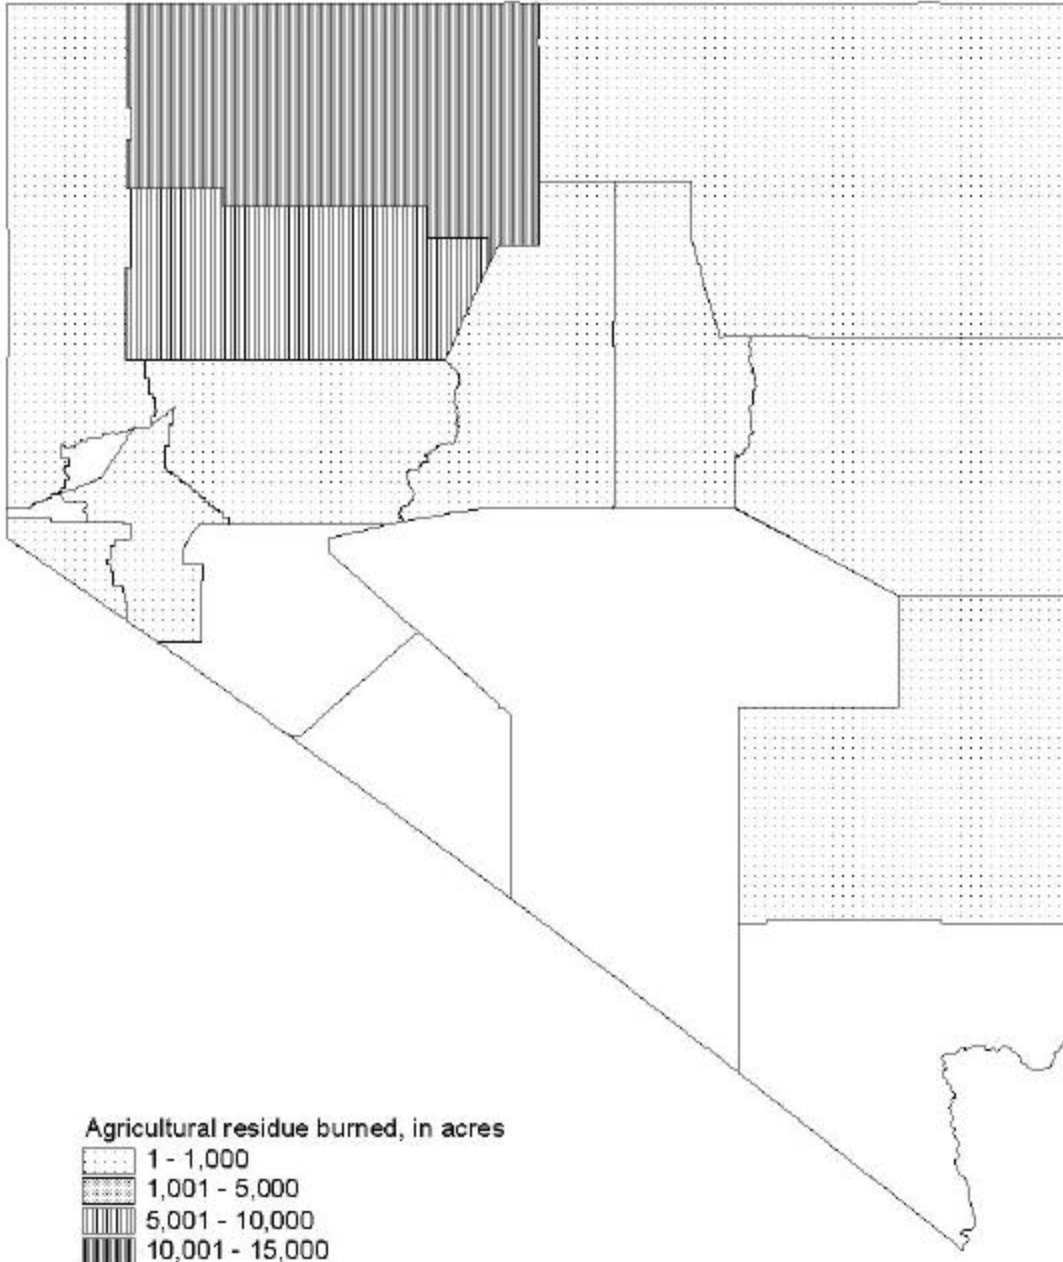 Agricultural residue burned, in acres
1 - 1,000
1,001 - 5,000
5,001 - 10,000
10,001 - 15,000